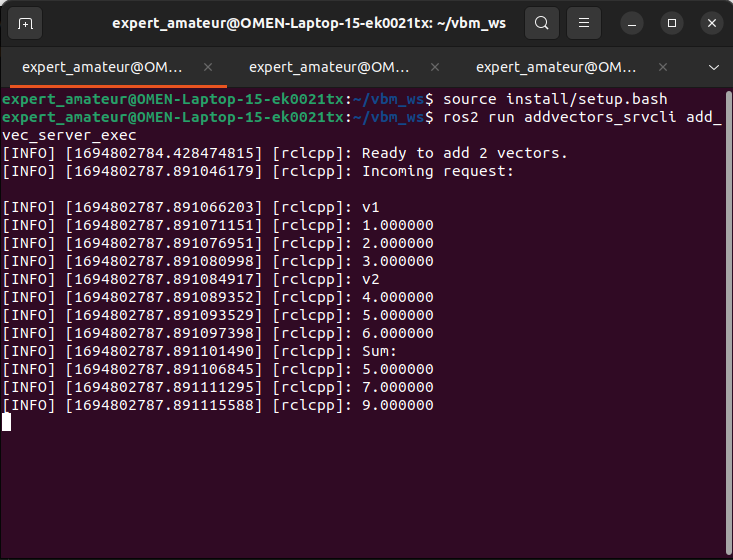 expert_amateur@OMEN-Laptop-15-ek0021tx: ~/vbm_ws
expert_amateur@OM...
expert_amateur@OM...
expert_amateur@OM...
expert_amateur@OMEN-Laptop-15-ek0021tx:~/vbm_ws$ source install/setup.bash
expert_amateur@OMEN-Laptop-15-ek0021tx:~/vbm_ws$ ros2 run addvectors_srvcli add_
vec_server_exec
[INFO] [1694802784.428474815] [rclcpp]: Ready to add 2 vectors.
[INFO] [1694802787.891046179] [rclcpp]: Incoming request:
[INFO] [1694802787.891066203] [rclcpp]: v1
[INFO] [1694802787.891071151] [rclcpp]: 1.000000
[INFO] [1694802787.891076951] [rclcpp]: 2.000000
[INFO] [1694802787.891080998] [rclcpp]: 3.000000
[INFO] [1694802787.891084917] [rclcpp]: v2
[INFO] [1694802787.891089352] [rclcpp]: 4.000000
[INFO] [1694802787.891093529] [rclcpp]: 5.000000
[INFO] [1694802787.891097398] [rclcpp]: 6.000000
[INFO] [1694802787.891101490] [rclcpp]: Sum:
[INFO] [1694802787.891106845] [rclcpp]: 5.000000
[INFO] [1694802787.891111295] [rclcpp]: 7.000000
[INFO] [1694802787.891115588] [rclcpp]: 9.000000